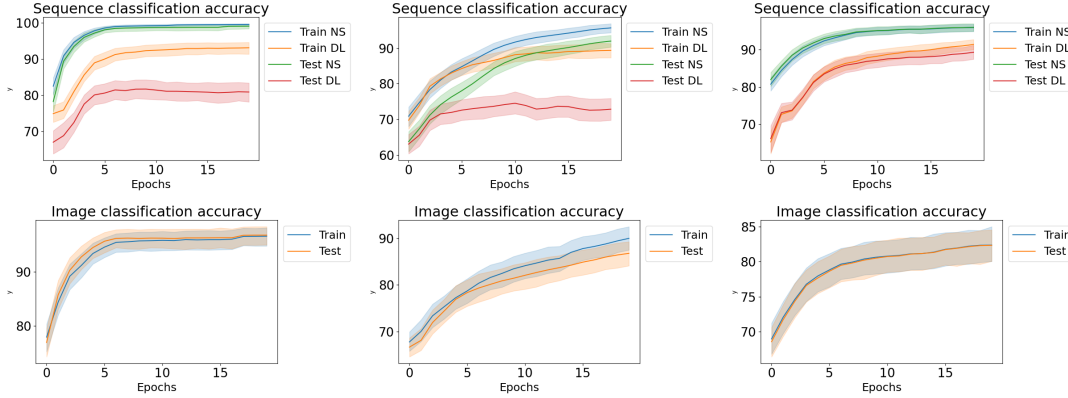 Sequence classification accuracy
100
90
80
70
y
0 5 10 15
Epochs
Train NS
Train DL
Test NS
Test DL
Sequence classification accuracy
100
90
80
70
60
y
0 5 10 15
Epochs
Train NS
Train DL
Test NS
Test DL
Sequence classification accuracy
90
80
70
y
0 5 10 15
Epochs
Train NS
Train DL
Test NS
Test DL
Image classification accuracy
90
80
y
0 5 10 15
Epochs
Train
Test
Image classification accuracy
90
80
70
y
0 5 10 15
Epochs
Train
Test
Image classification accuracy
85
80
75
70
y
0 5 10 15
Epochs
Train
Test